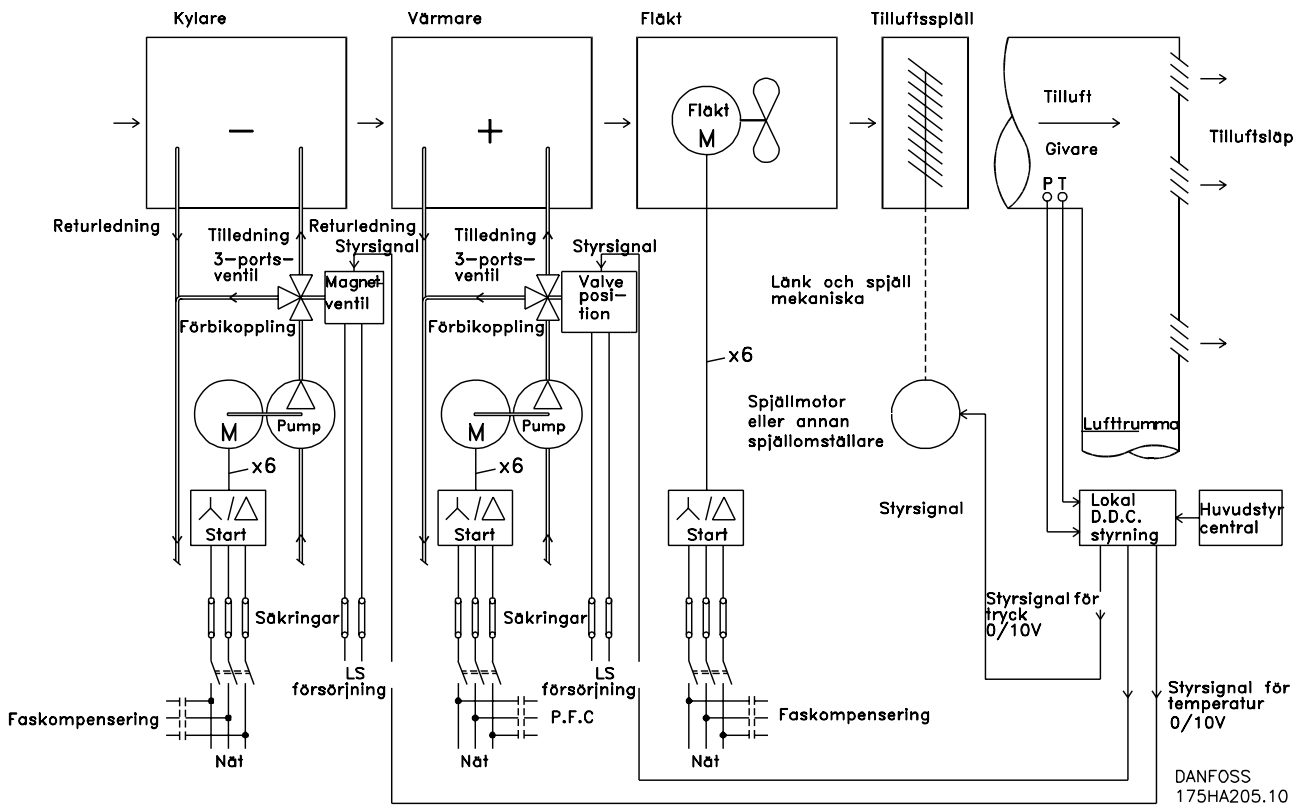 Kylare
Värmare
Fläkt
Tilluftsspjäll
−
+
Fläkt
M
Tilluft
Givare
P T
Tilluftsläp
Returledning
Tilledning
3-ports-
ventil
Returledning
Styrsignal
Magnet-
ventil
Förbikoppling
Tilledning
3-ports-
ventil
Styrsignal
Valve
posi-
tion
Förbikoppling
Länk och spjäll
mekaniska
M
Pump
x6
M
Pump
x6
x6
Spjällmotor
eller annan
spjällomställare
Lufttrumma
Start
Start
Start
Styrsignal
Lokal
D.D.C.
styrning
Huvudstyr
central
Säkringar
Säkringar
Styrsignal för
tryck
0/10V
LS
försörjning
LS
försörjning
Styrsignal för
temperatur
0/10V
Faskompensering
P.F.C
Faskompensering
Nät
Nät
Nät
DANFOSS
175HA205.10